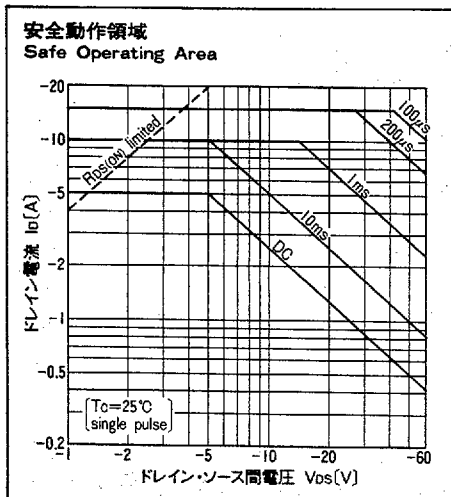 安全動作領域
Safe Operating Area
-20
-10
-5
-2
-1
-0.5
-0.2
ドレイン電流 ID[A]
RDS(ON) limited
100μs
200μs
1ms
10ms
DC
Tc=25℃
single pulse
-1 -2 -5 -10 -20 -60
ドレイン・ソース間電圧 VDS[V]